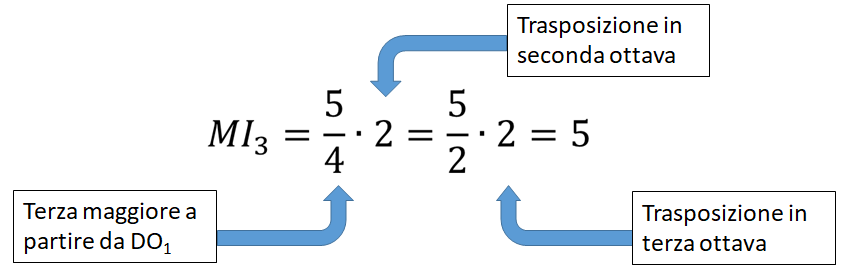 Trasposizione in
seconda ottava
MI₃ = 5/4 · 2 = 5/2 · 2 = 5
Terza maggiore a
partire da DO₁
Trasposizione in
terza ottava